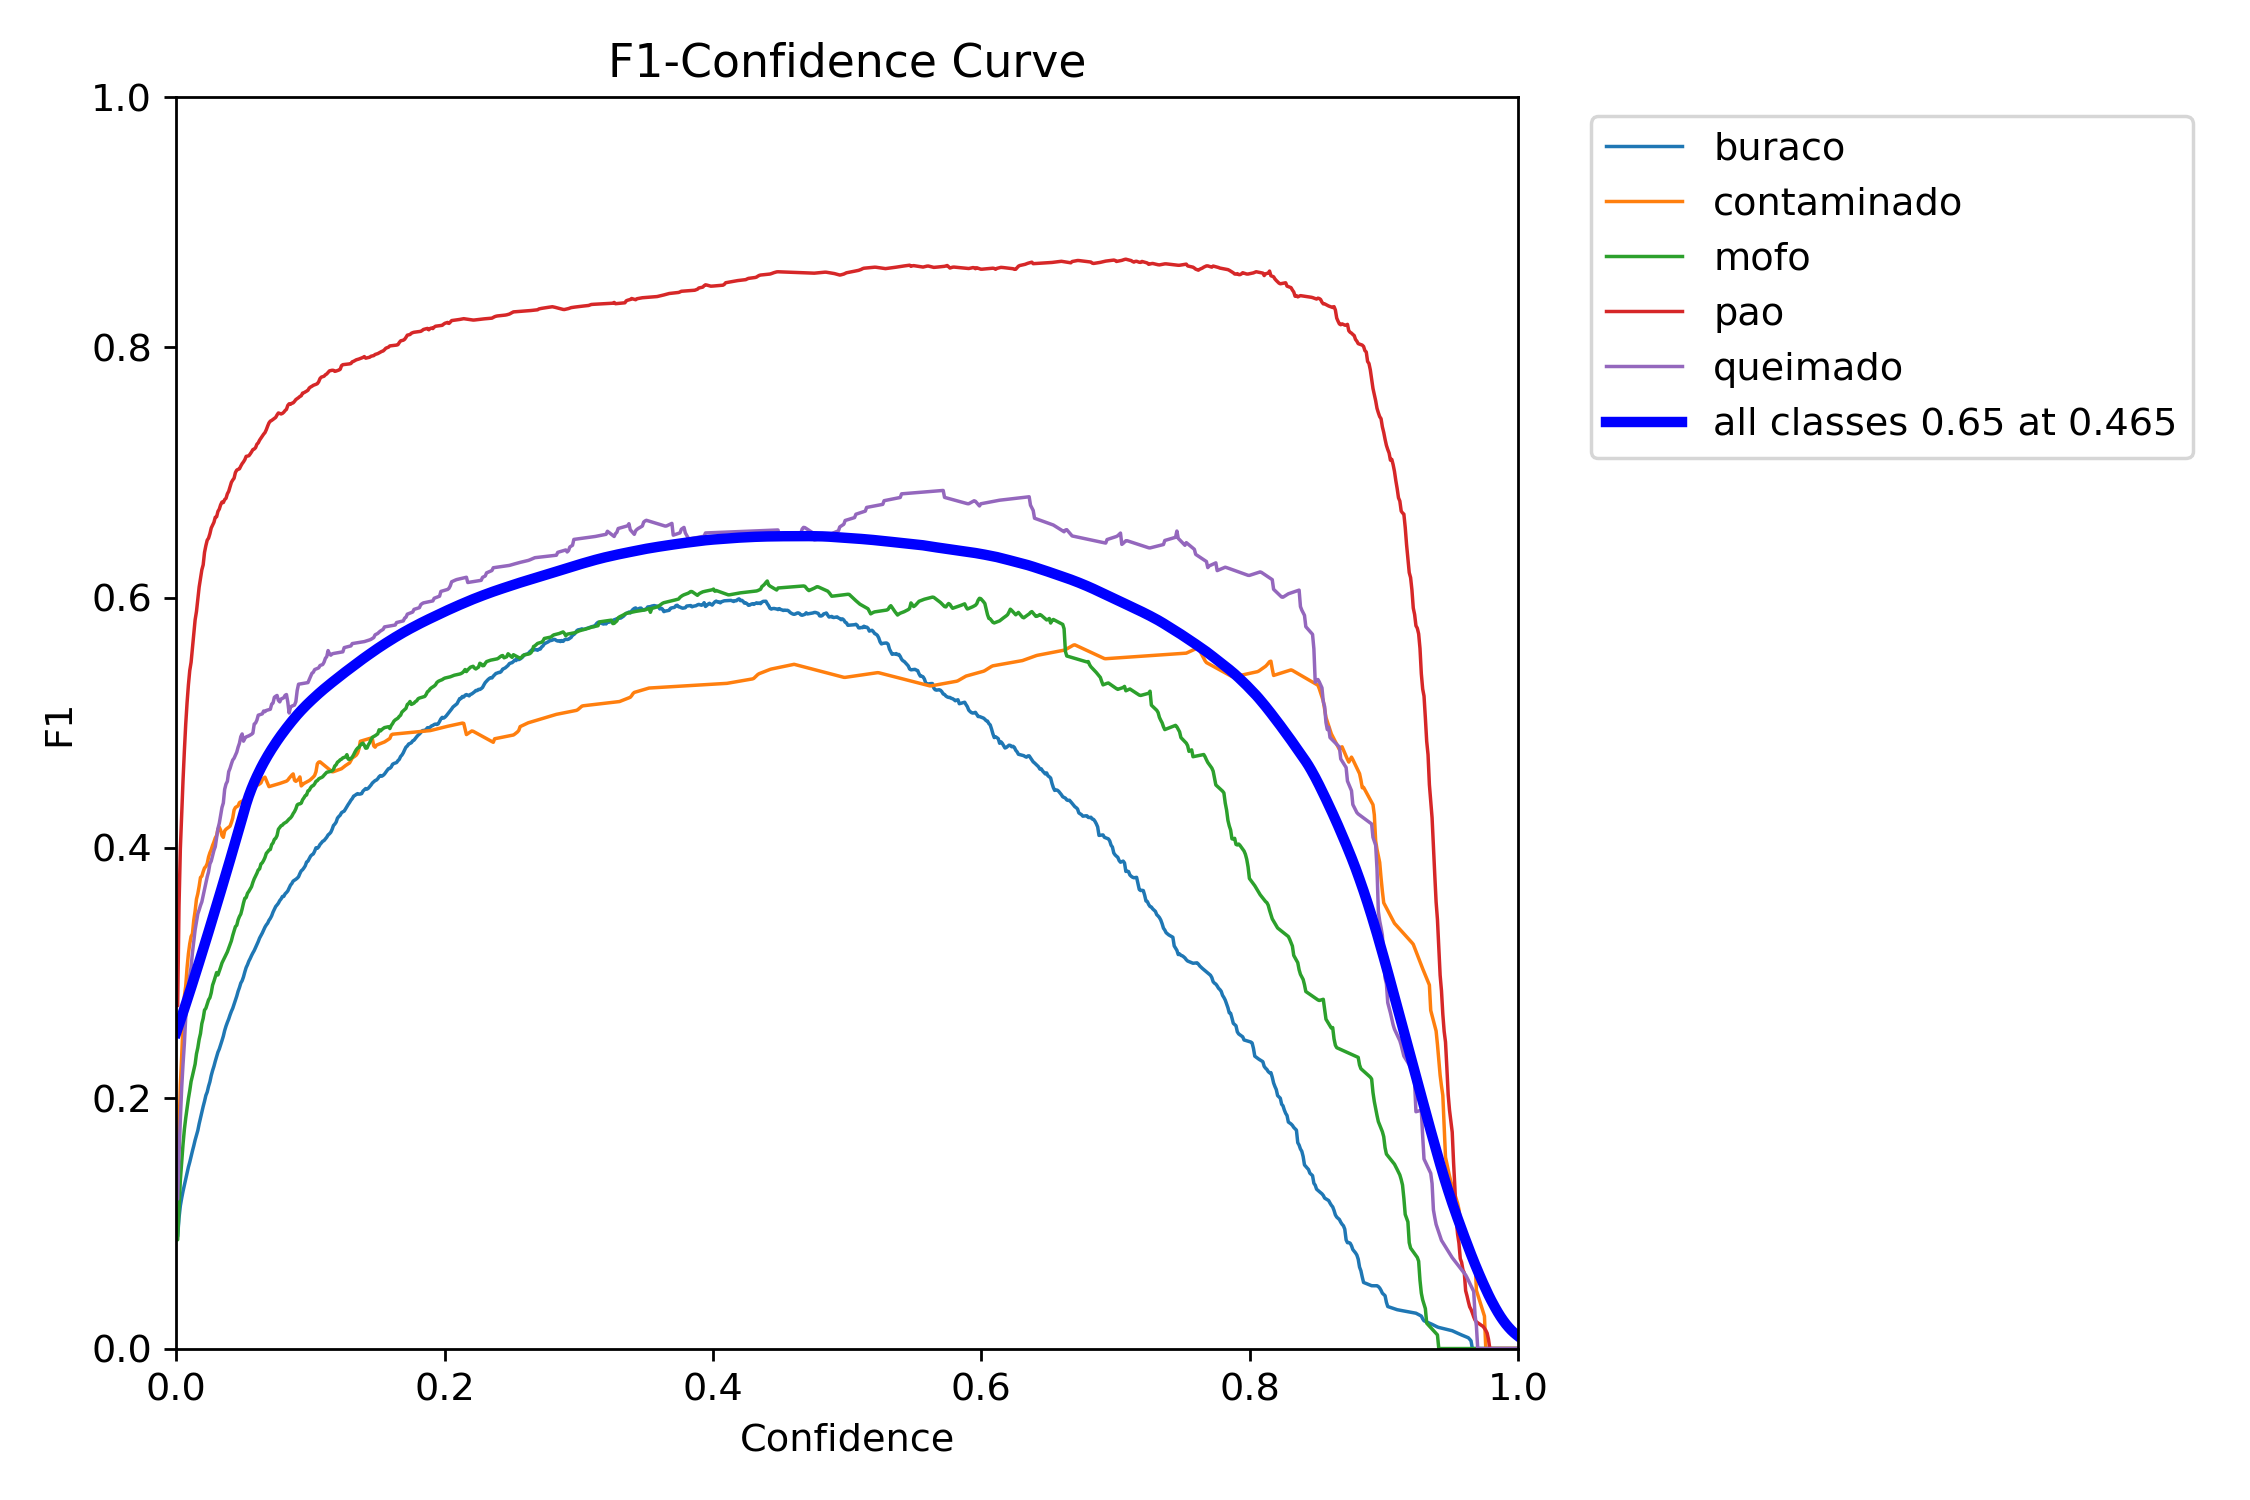 F1-Confidence Curve
1.0
0.8
0.6
0.4
0.2
0.0
F1
0.0 0.2 0.4 0.6 0.8 1.0
Confidence
buraco
contaminado
mofo
pao
queimado
all classes 0.65 at 0.465